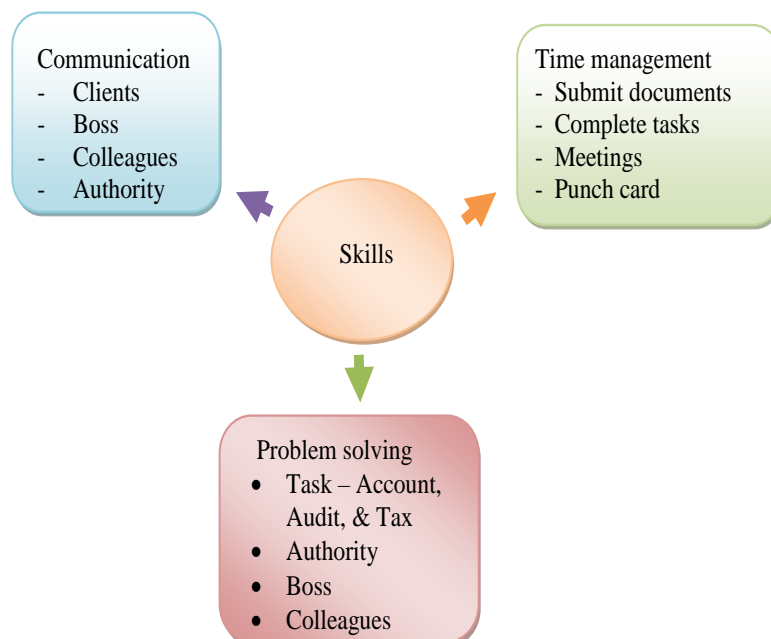 Communication
- Clients
- Boss
- Colleagues
- Authority
Time management
- Submit documents
- Complete tasks
- Meetings
- Punch card
Skills
Problem solving
• Task – Account,
Audit, & Tax
• Authority
• Boss
• Colleagues